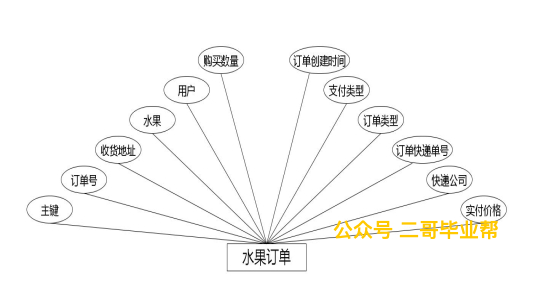 购买数量
订单创建时间
用户
支付类型
水果
订单类型
收货地址
订单快递单号
订单号
快递公司
主键
实付价格
公众号 二哥毕业帮
水果订单